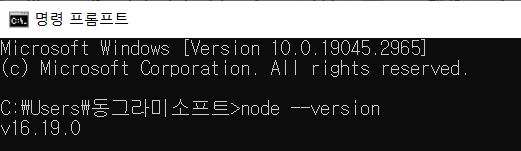 명령 프롬프트
Microsoft Windows [Version 10.0.19045.2965]
(c) Microsoft Corporation. All rights reserved.
C:₩Users₩동그라미소프트>node --version
v16.19.0